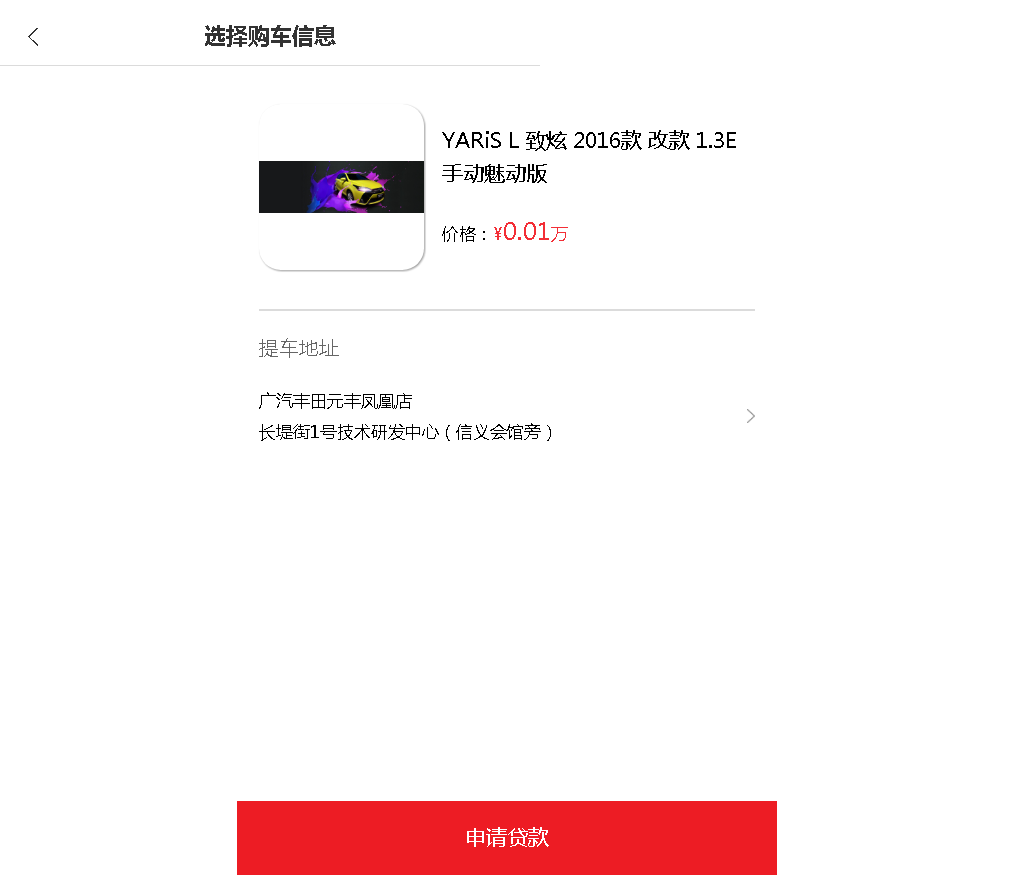 选择购车信息
YARiS L 致炫 2016款 改款 1.3E
手动魅动版
价格：¥0.01万
提车地址
广汽丰田元丰凤凰店
长堤街1号技术研发中心（信义会馆旁）
申请贷款